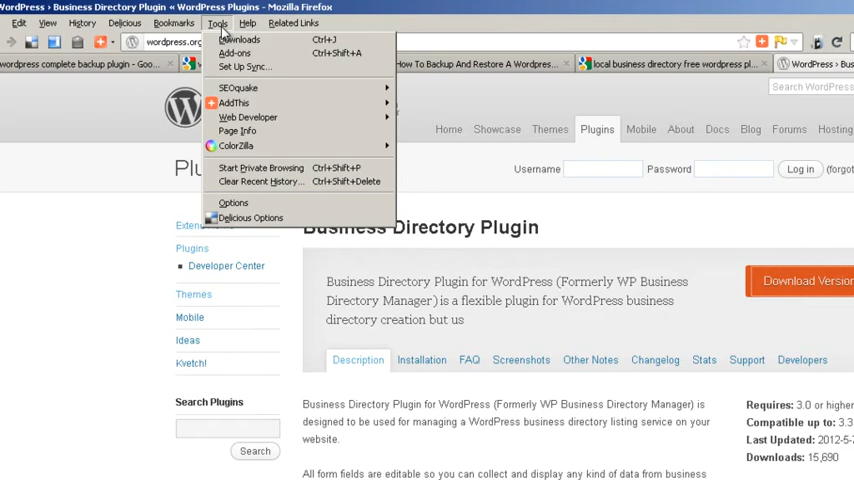 WordPress › Business Directory Plugin « WordPress Plugins - Mozilla Firefox
Edit View History Delicious Bookmarks Tools Help Related Links
wordpress.org
wordpress complete backup plugin - Goo
How To Backup And Restore A Wordpre
local business directory free wordpress pl...
WordPress › Busine
Downloads Ctrl+J
Add-ons Ctrl+Shift+A
Set Up Sync...
SEOquake
AddThis
Web Developer
Page Info
ColorZilla
Start Private Browsing Ctrl+Shift+P
Clear Recent History... Ctrl+Shift+Delete
Options
Delicious Options
Search WordPress
Home Showcase Themes Plugins Mobile About Docs Blog Forums Hosting
Username Password Log in (forgot
Plugins
Developer Center
Themes
Mobile
Ideas
Kvetch!
Search Plugins
Search
Business Directory Plugin
Business Directory Plugin for WordPress (Formerly WP Business
Directory Manager) is a flexible plugin for WordPress business
directory creation but us
Download Version
Description Installation FAQ Screenshots Other Notes Changelog Stats Support Developers
Business Directory Plugin for WordPress (Formerly WP Business Directory Manager) is
designed to be used for managing a WordPress business directory listing service on your
website.
All form fields are editable so you can collect and display any kind of data from business
Requires: 3.0 or higher
Compatible up to: 3.3
Last Updated: 2012-5-
Downloads: 15,690